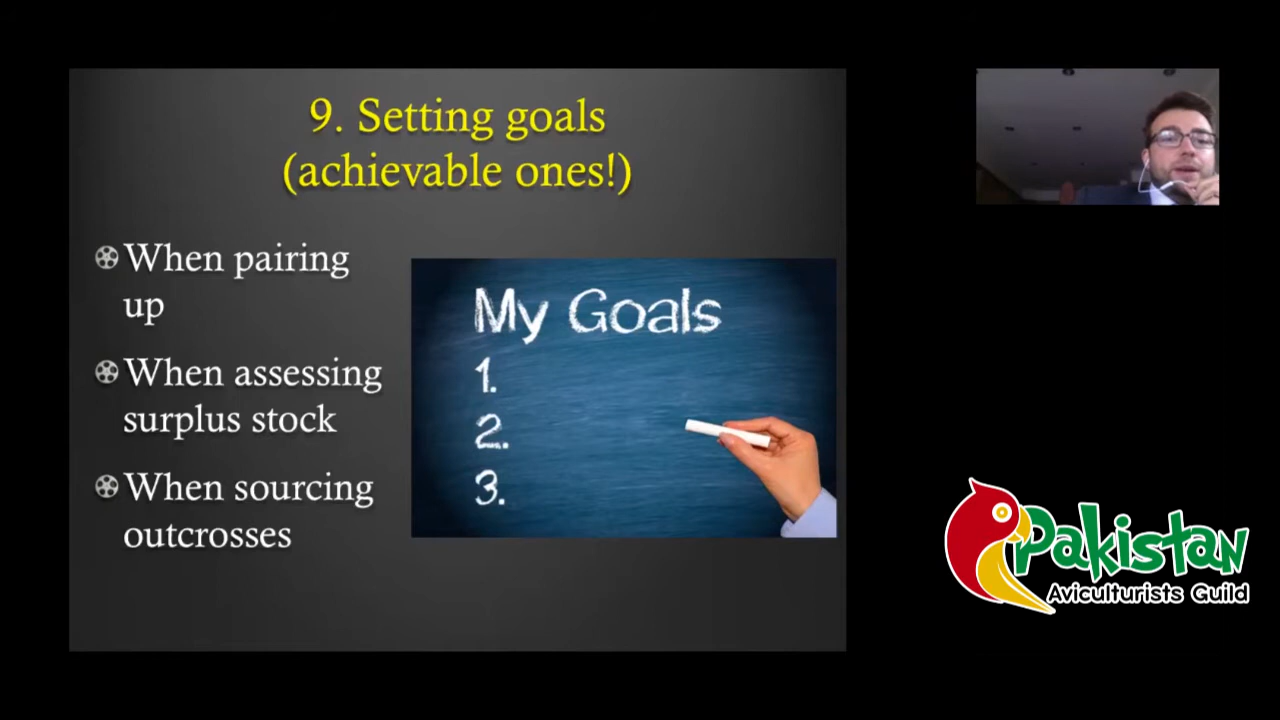 9. Setting goals
(achievable ones!)
When pairing
up
When assessing
surplus stock
When sourcing
outcrosses
My Goals
1.
2.
3.
Pakistan
Aviculturists Guild